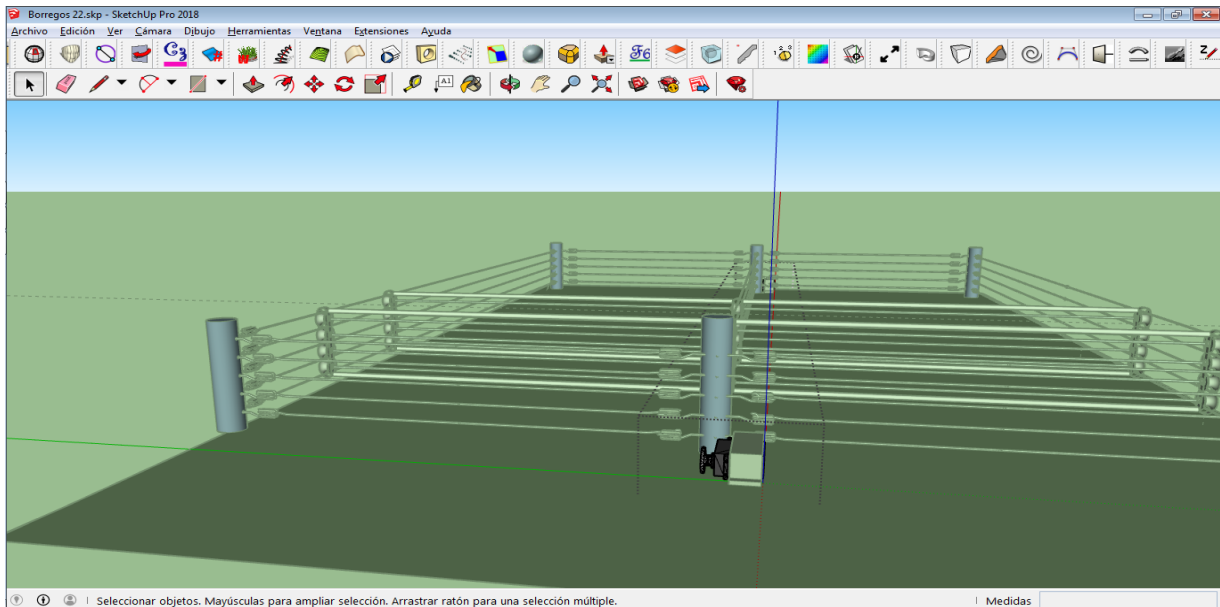 Borregos 22.skp - SketchUp Pro 2018
Archivo Edición Ver Cámara Dibujo Herramientas Ventana Extensiones Ayuda
A1
Seleccionar objetos. Mayúsculas para ampliar selección. Arrastrar ratón para una selección múltiple.
Medidas